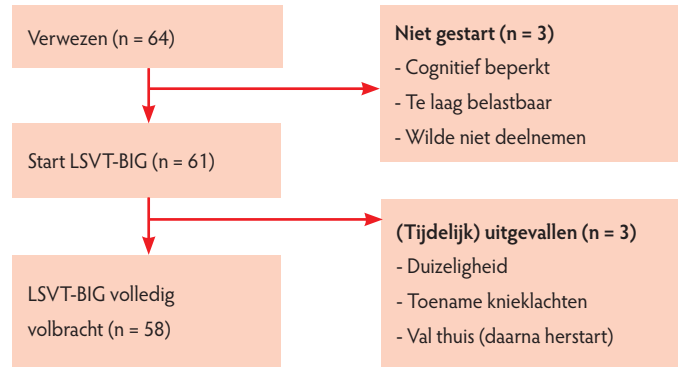 Verwezen (n = 64)
Niet gestart (n = 3)
- Cognitief beperkt
- Te laag belastbaar
- Wilde niet deelnemen
Start LSVT-BIG (n = 61)
(Tijdelijk) uitgevallen (n = 3)
- Duizeligheid
- Toename knieklachten
- Val thuis (daarna herstart)
LSVT-BIG volledig
volbracht (n = 58)